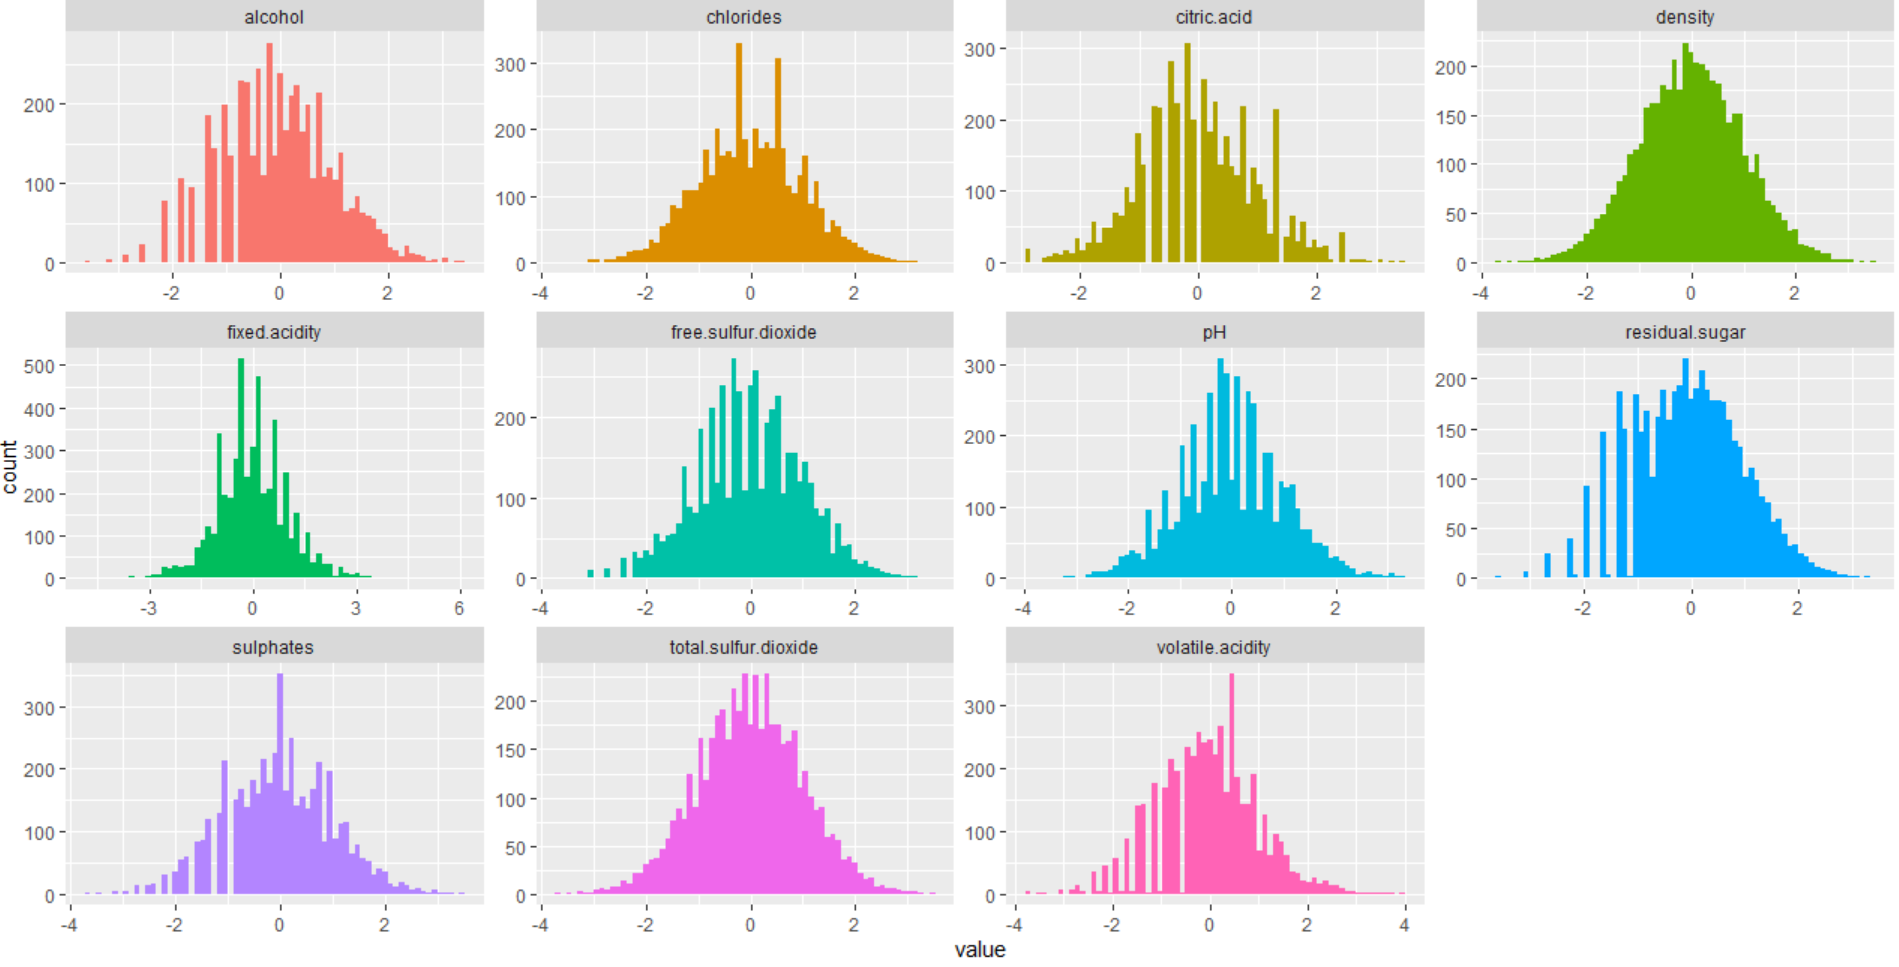 alcohol chlorides citric.acid density
300 300
200 200 200 200
150
100 100 100 100
50
0 0 0 0
-2 0 2 -4 -2 0 2 -2 0 2 -4 -2 0 2
fixed.acidity free.sulfur.dioxide pH residual.sugar
500 300
400 200 200
300 200 150
200 100 100 100
100 50
0 0 0 0
-3 0 3 6 -4 -2 0 2 -4 -2 0 2 -2 0 2
count
sulphates total.sulfur.dioxide volatile.acidity
300 200 300
200 150 200
100 100 100
50
0 0 0
-4 -2 0 2 -4 -2 0 2 -4 -2 0 2 4
value